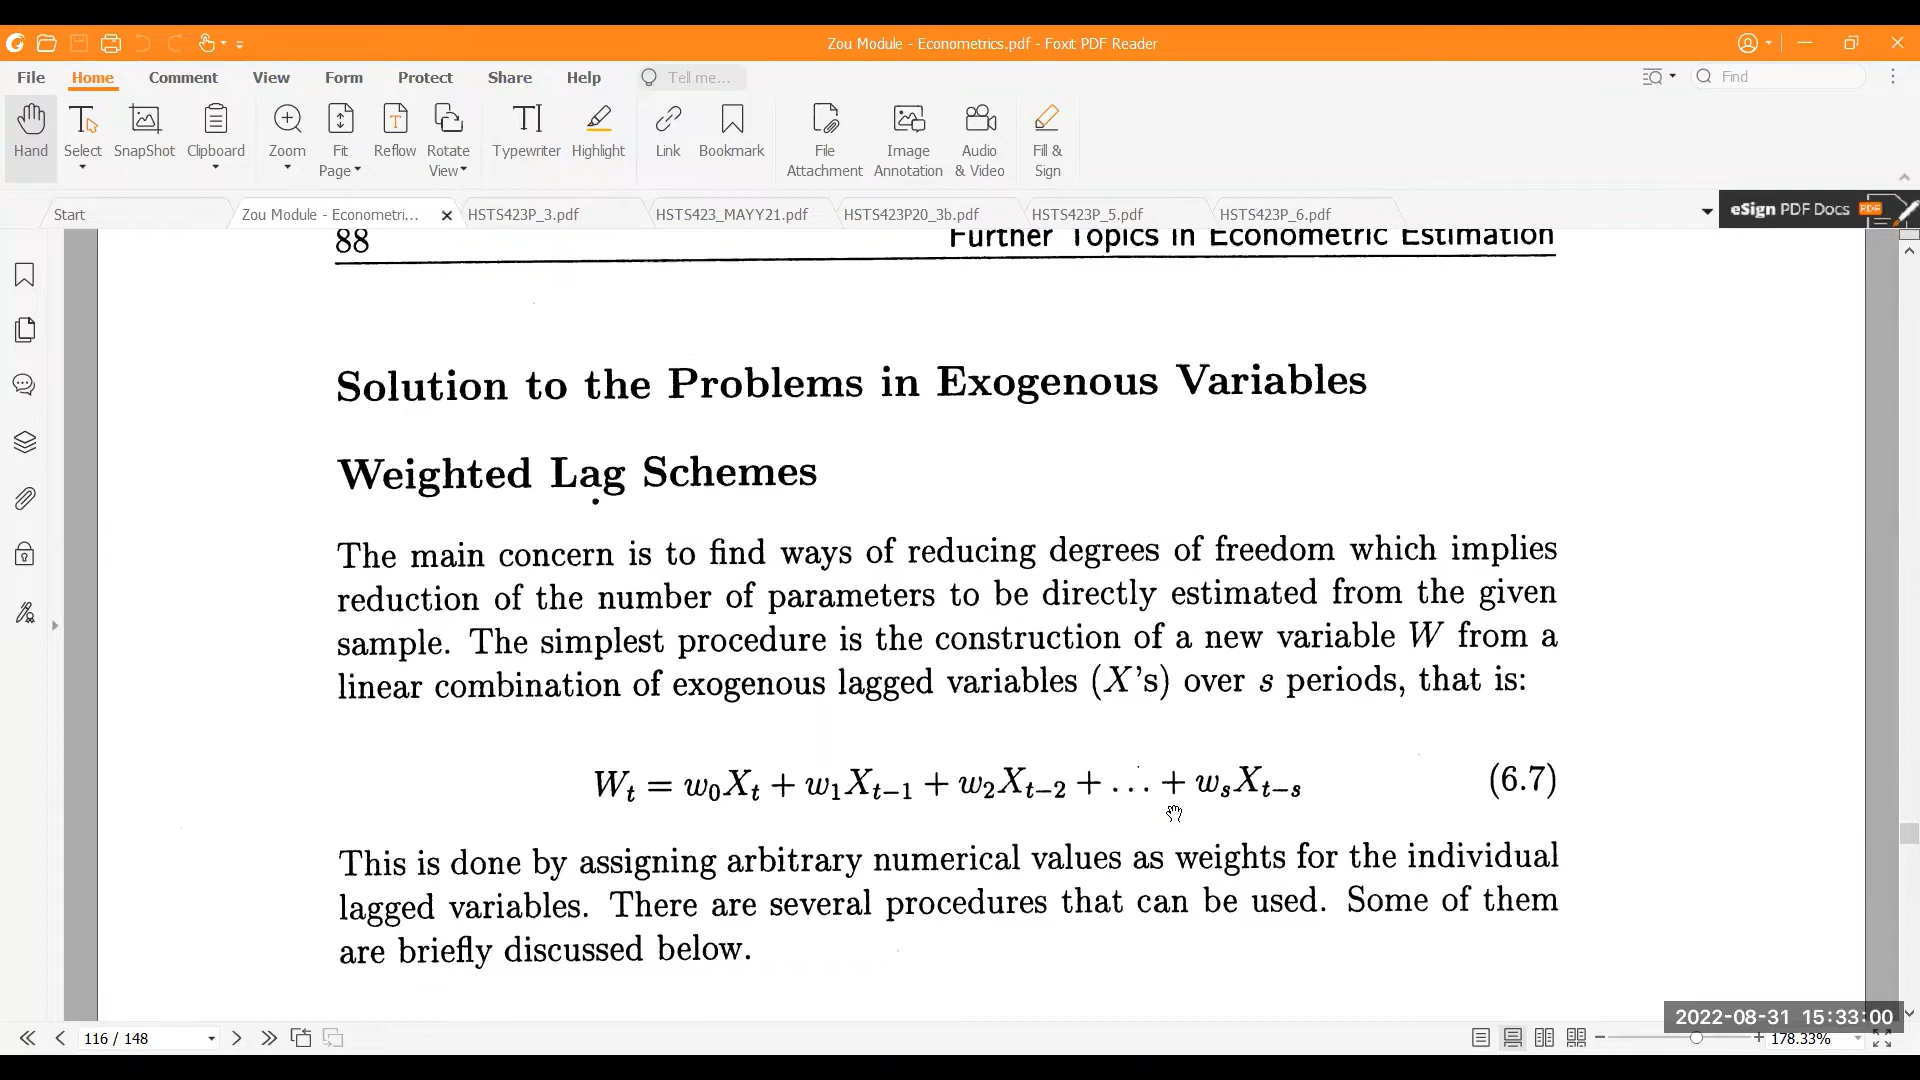 Zou Module - Econometrics.pdf - Foxit PDF Reader
File Home Comment View Form Protect Share Help Tell me... Find
Hand Select SnapShot Clipboard Zoom Fit Page Reflow Rotate View Typewriter Highlight Link Bookmark File Attachment Image Annotation Audio & Video Fill & Sign
Start Zou Module - Econometri... HSTS423P_3.pdf HSTS423_MAYY21.pdf HSTS423P20_3b.pdf HSTS423P_5.pdf HSTS423P_6.pdf eSign PDF Docs PDF
88 Further Topics in Econometric Estimation
Solution to the Problems in Exogenous Variables
Weighted Lag Schemes
The main concern is to find ways of reducing degrees of freedom which implies
reduction of the number of parameters to be directly estimated from the given
sample. The simplest procedure is the construction of a new variable W from a
linear combination of exogenous lagged variables (X's) over s periods, that is:
W_t = w_0X_t + w_1X_{t-1} + w_2X_{t-2} + ... + w_sX_{t-s} (6.7)
This is done by assigning arbitrary numerical values as weights for the individual
lagged variables. There are several procedures that can be used. Some of them
are briefly discussed below.
2022-08-31 15:33:00
116 / 148 178.33%